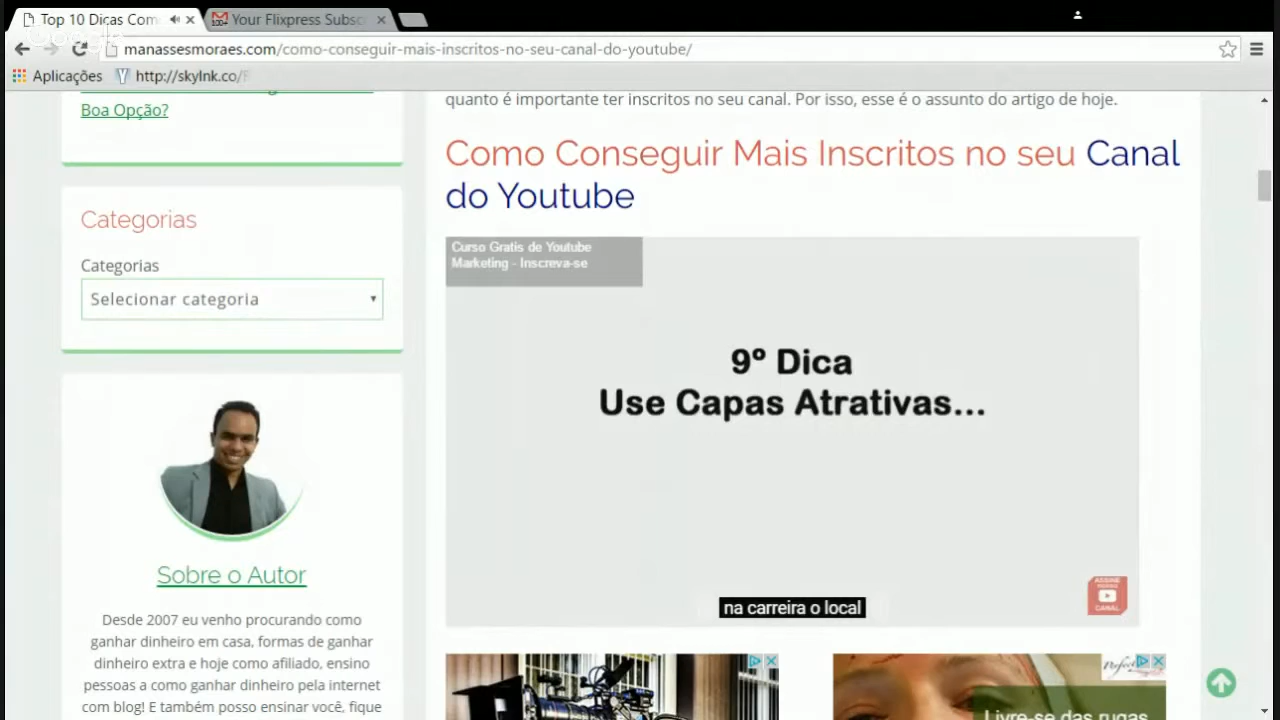 Top 10 Dicas Com
Your Flixpress Subsc
Google
manassesmoraes.com/como-conseguir-mais-inscritos-no-seu-canal-do-youtube/
Aplicações
http://skylnk.co/
Boa Opção?
quanto é importante ter inscritos no seu canal. Por isso, esse é o assunto do artigo de hoje.
Como Conseguir Mais Inscritos no seu Canal
do Youtube
Categorias
Categorias
Selecionar categoria
Curso Gratis de Youtube
Marketing - Inscreva-se
9º Dica
Use Capas Atrativas...
ASSINE
CANAL
na carreira o local
Sobre o Autor
Desde 2007 eu venho procurando como
ganhar dinheiro em casa, formas de ganhar
dinheiro extra e hoje como afiliado, ensino
pessoas a como ganhar dinheiro pela internet
com blog! E também posso ensinar você, fique
Livre-se das rugas